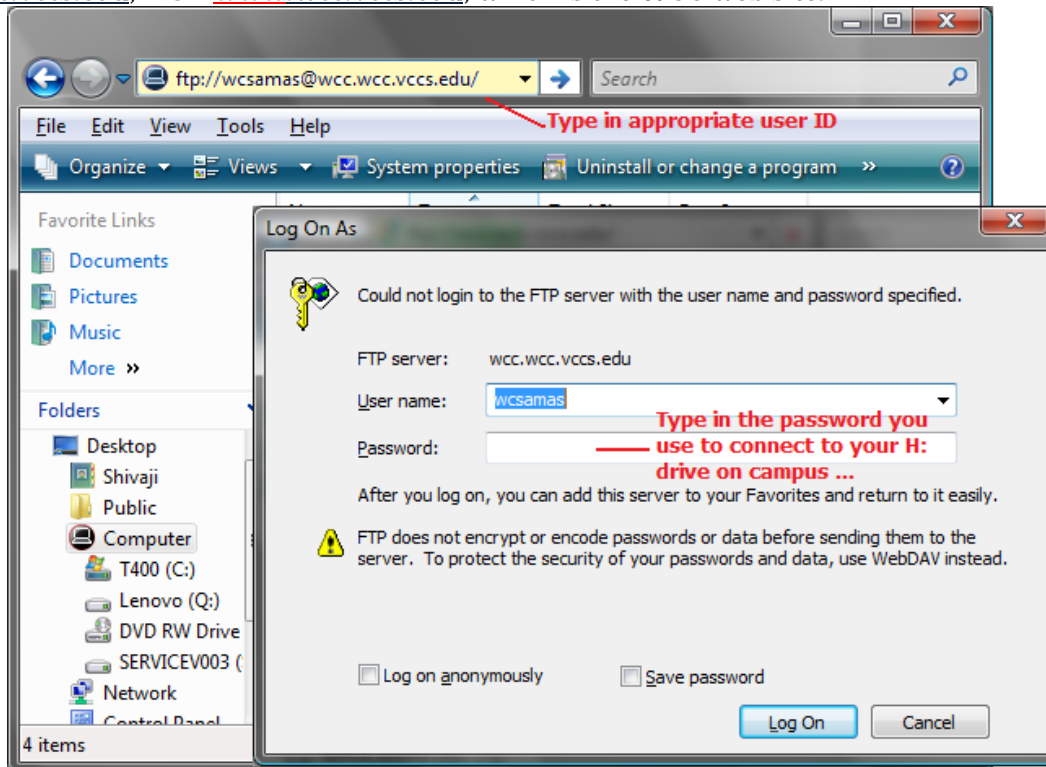 ftp://wcsamas@wcc.wcc.vccs.edu/
Search
Type in appropriate user ID
File Edit View Tools Help
Organize Views System properties Uninstall or change a program »
Favorite Links
Documents
Pictures
Music
More »
Folders
Desktop
Shivaji
Public
Computer
T400 (C:)
Lenovo (Q:)
DVD RW Drive
SERVICEV003 (
Network
Control Panel
4 items
Log On As
Could not login to the FTP server with the user name and password specified.
FTP server: wcc.wcc.vccs.edu
User name: wcsamas
Password:
Type in the password you
use to connect to your H:
drive on campus ...
After you log on, you can add this server to your Favorites and return to it easily.
FTP does not encrypt or encode passwords or data before sending them to the
server. To protect the security of your passwords and data, use WebDAV instead.
Log on anonymously
Save password
Log On
Cancel